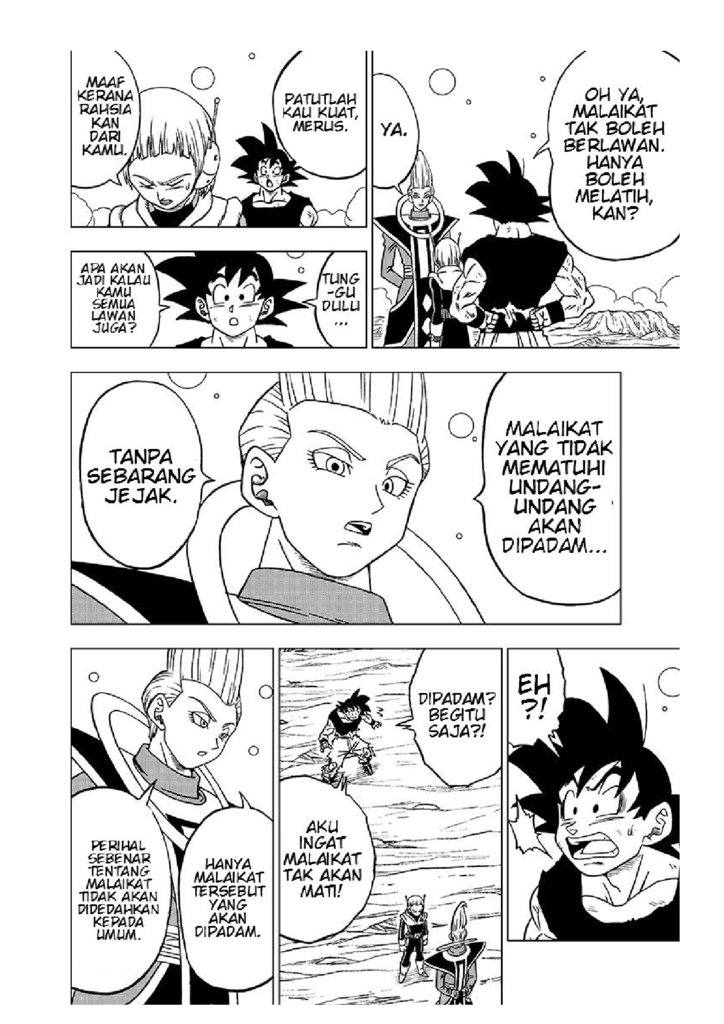 OH YA,
MALAIKAT
TAK BOLEH
BERLAWAN.
HANYA
BOLEH
MELATIH,
KAN?
YA.
PATUTLAH
KAU KUAT,
MERUS.
MAAF
KERANA
RAHSIA
KAN
DARI
KAMU.
TUNG
-GU
DULU
...
APA AKAN
JADI KALAU
KAMU
SEMUA
LAWAN
JUGA?
MALAIKAT
YANG TIDAK
MEMATUHI
UNDANG-
UNDANG
AKAN
DIPADAM...
TANPA
SEBARANG
JEJAK.
EH
?!
DIPADAM?
BEGITU
SAJA?!
AKU
INGAT
MALAIKAT
TAK AKAN
MATI!
HANYA
MALAIKAT
TERSEBUT
YANG
AKAN
DIPADAM.
PERIHAL
SEBENAR
TENTANG
MALAIKAT
TIDAK AKAN
DIDEDAHKAN
KEPADA
UMUM.